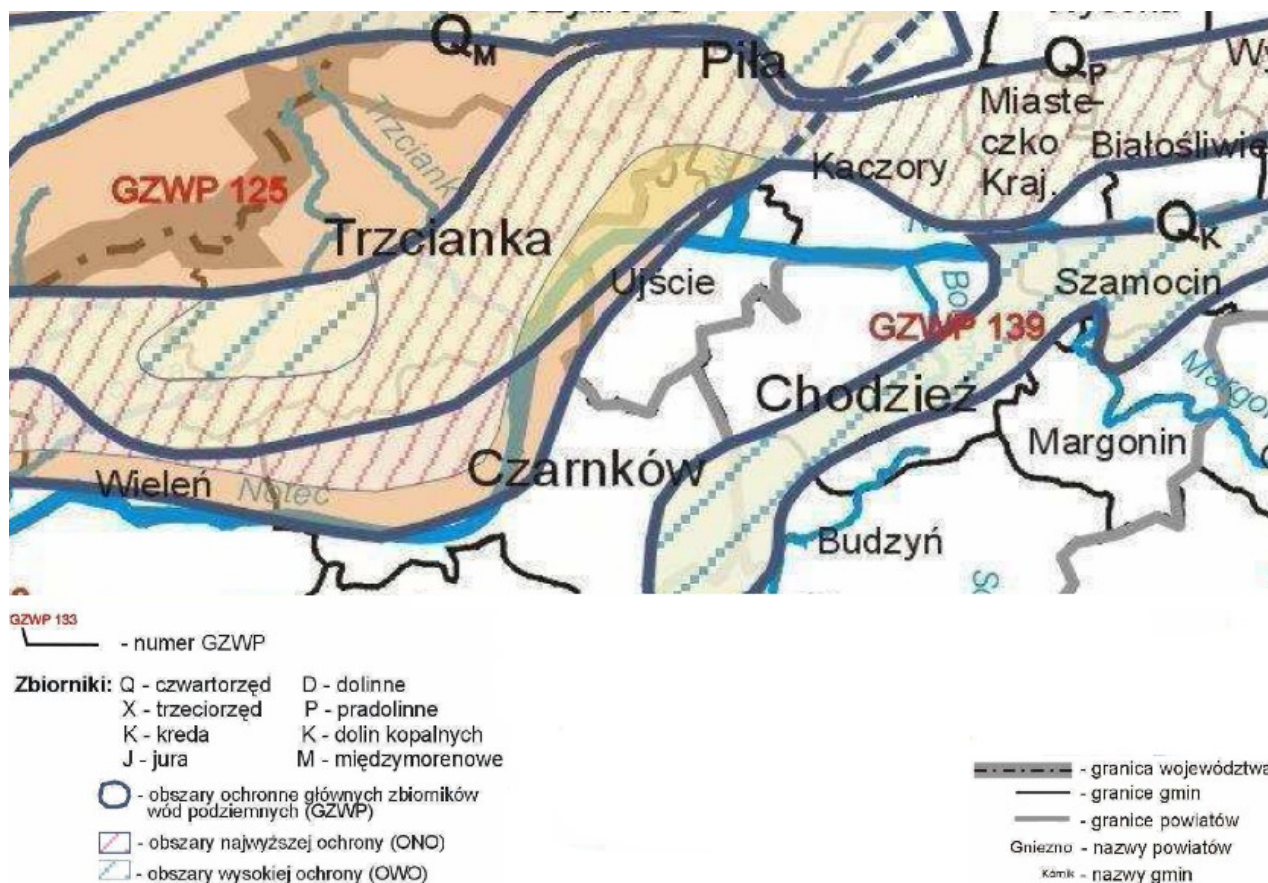 Q M
Piła
Q P
Wy
Miaste-
czko
Kraj.
Białośliwie
Trzcianka
Kaczory
GZWP 125
Trzcianka
Q K
Ujście
Szamocin
GZWP 139
Chodzież
Margonin
Czarnków
Wieleń
Noteć
Budzyń
GZWP 133
- numer GZWP
Zbiorniki: Q - czwartorzęd D - dolinne
X - trzeciorzęd P - pradolinne
K - kreda K - dolin kopalnych
J - jura M - międzymorenowe
- obszary ochronne głównych zbiorników
wód podziemnych (GZWP)
- obszary najwyższej ochrony (ONO)
- obszary wysokiej ochrony (OWO)
- granica województwa
- granice gmin
- granice powiatów
Gniezno - nazwy powiatów
Kórnik - nazwy gmin